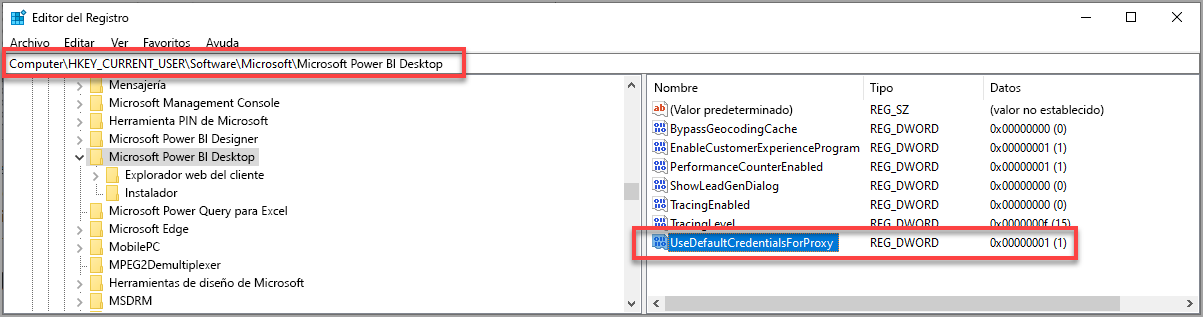 Editor del Registro
Archivo Editar Ver Favoritos Ayuda
Computer\HKEY_CURRENT_USER\Software\Microsoft\Microsoft Power BI Desktop
Mensajería
Microsoft Management Console
Herramienta PIN de Microsoft
Microsoft Power BI Designer
Microsoft Power BI Desktop
Explorador web del cliente
Instalador
Microsoft Power Query para Excel
Microsoft Edge
MobilePC
MPEG2Demultiplexer
Herramientas de diseño de Microsoft
MSDRM
Nombre Tipo Datos
(Valor predeterminado) REG_SZ (valor no establecido)
BypassGeocodingCache REG_DWORD 0x00000000 (0)
EnableCustomerExperienceProgram REG_DWORD 0x00000001 (1)
PerformanceCounterEnabled REG_DWORD 0x00000001 (1)
ShowLeadGenDialog REG_DWORD 0x00000000 (0)
TracingEnabled REG_DWORD 0x00000000 (0)
TracingLevel REG_DWORD 0x0000000f (15)
UseDefaultCredentialsForProxy REG_DWORD 0x00000001 (1)